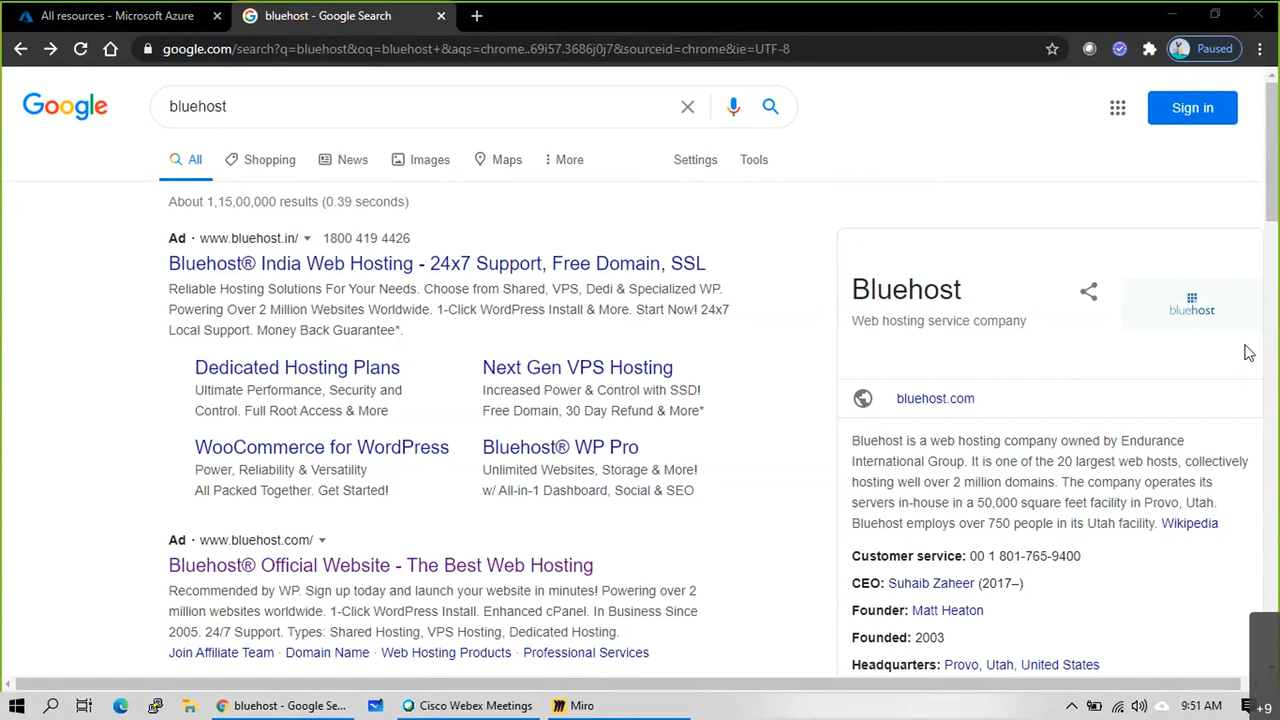 All resources - Microsoft Azure
bluehost - Google Search
google.com/search?q=bluehost&oq=bluehost+&aqs=chrome..69i57.3686j0j7&sourceid=chrome&ie=UTF-8
Paused
Google
bluehost
Sign in
All
Shopping
News
Images
Maps
More
Settings
Tools
About 1,15,00,000 results (0.39 seconds)
Ad · www.bluehost.in/ 1800 419 4426
Bluehost® India Web Hosting - 24x7 Support, Free Domain, SSL
Reliable Hosting Solutions For Your Needs. Choose from Shared, VPS, Dedi & Specialized WP.
Powering Over 2 Million Websites Worldwide. 1-Click WordPress Install & More. Start Now! 24x7
Local Support. Money Back Guarantee*.
Dedicated Hosting Plans
Ultimate Performance, Security and
Control. Full Root Access & More
Next Gen VPS Hosting
Increased Power & Control with SSD!
Free Domain, 30 Day Refund & More*
WooCommerce for WordPress
Power, Reliability & Versatility
All Packed Together. Get Started!
Bluehost® WP Pro
Unlimited Websites, Storage & More!
w/ All-in-1 Dashboard, Social & SEO
Ad · www.bluehost.com/
Bluehost® Official Website - The Best Web Hosting
Recommended by WP. Sign up today and launch your website in minutes! Powering over 2
million websites worldwide. 1-Click WordPress Install. Enhanced cPanel. In Business Since
2005. 24/7 Support. Types: Shared Hosting, VPS Hosting, Dedicated Hosting.
Join Affiliate Team · Domain Name · Web Hosting Products · Professional Services
Bluehost
Web hosting service company
bluehost
bluehost.com
Bluehost is a web hosting company owned by Endurance
International Group. It is one of the 20 largest web hosts, collectively
hosting well over 2 million domains. The company operates its
servers in-house in a 50,000 square feet facility in Provo, Utah.
Bluehost employs over 750 people in its Utah facility. Wikipedia
Customer service: 00 1 801-765-9400
CEO: Suhaib Zaheer (2017–)
Founder: Matt Heaton
Founded: 2003
Headquarters: Provo, Utah, United States
bluehost - Google Se...
Cisco Webex Meetings
Miro
9:51 AM
+9